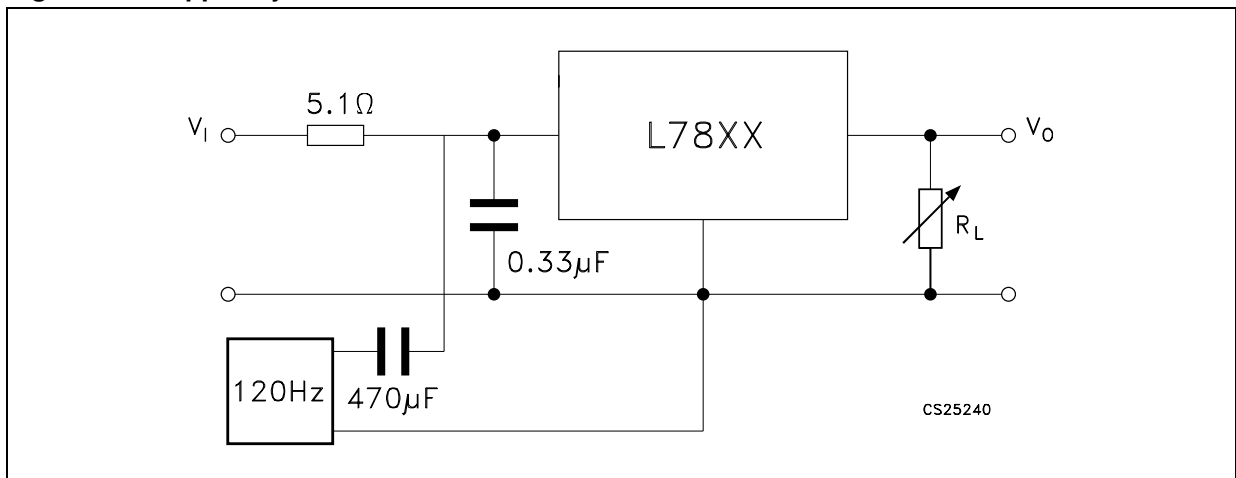 5.1Ω
V_I
L78XX
V_O
R_L
0.33µF
120Hz
470µF
CS25240